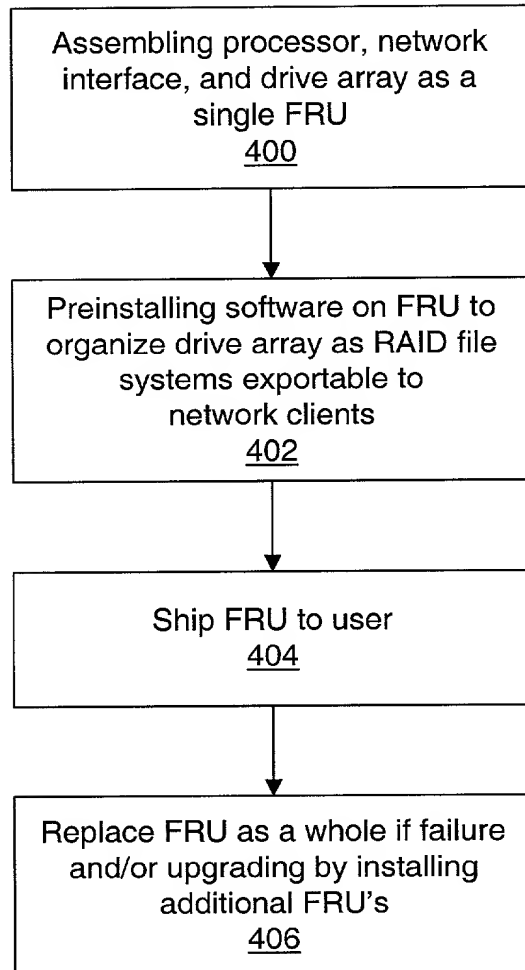 Assembling processor, network
interface, and drive array as a
single FRU
400
Preinstalling software on FRU to
organize drive array as RAID file
systems exportable to
network clients
402
Ship FRU to user
404
Replace FRU as a whole if failure
and/or upgrading by installing
additional FRU's
406